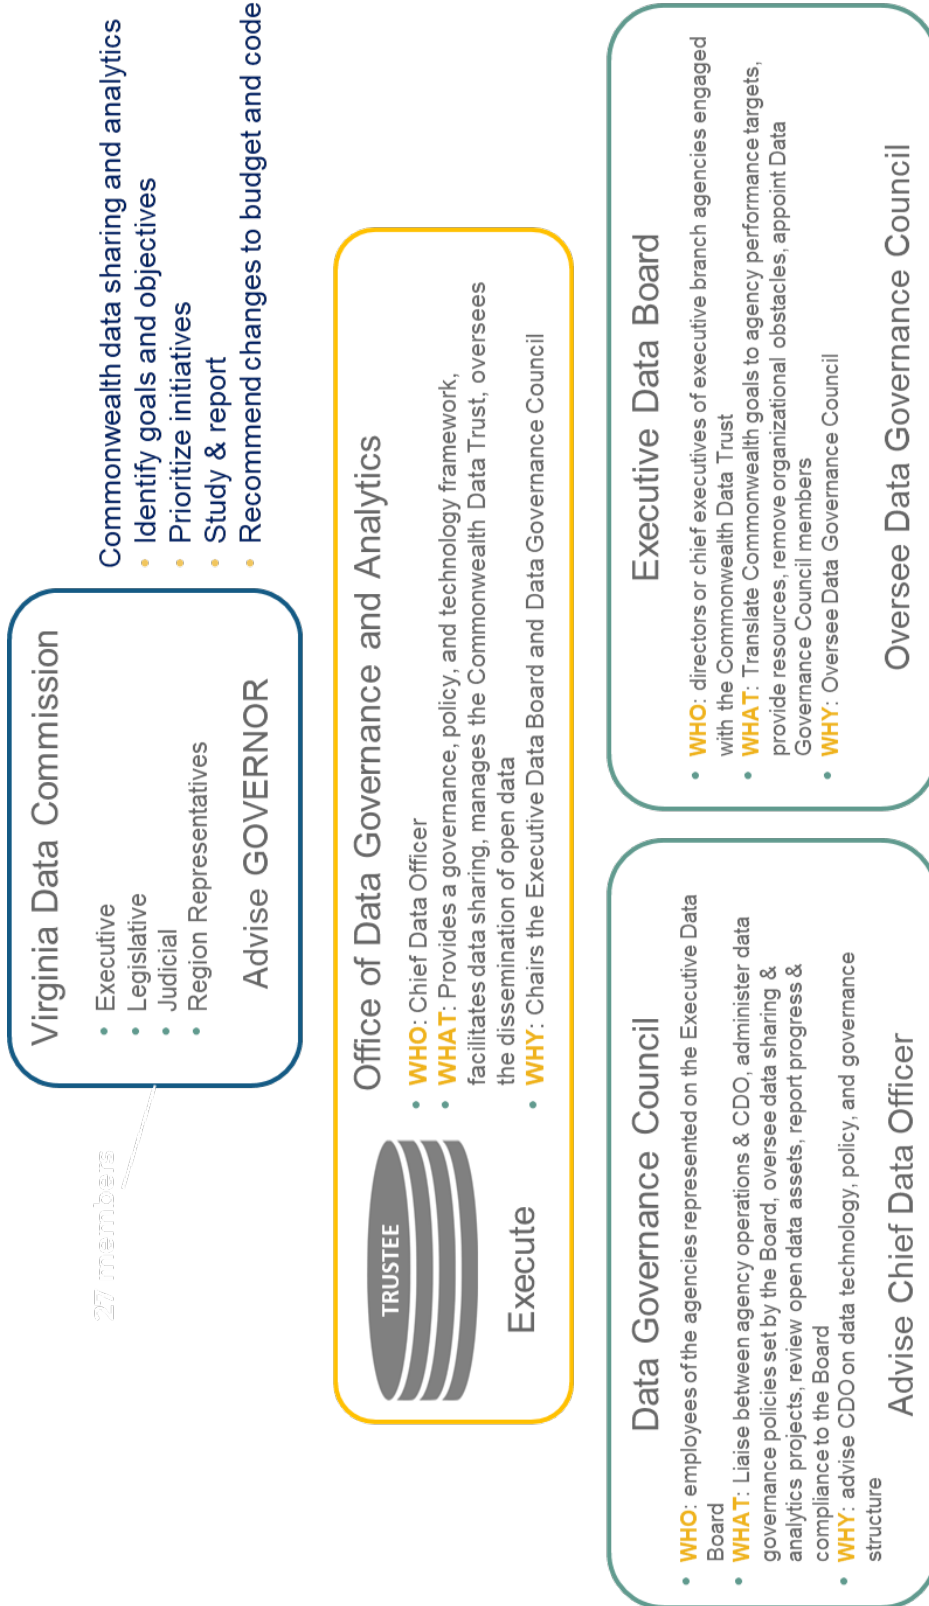 27 members
Virginia Data Commission
• Executive
• Legislative
• Judicial
• Region Representatives
Advise GOVERNOR
Commonwealth data sharing and analytics
• Identify goals and objectives
• Prioritize initiatives
• Study & report
• Recommend changes to budget and code
TRUSTEE
Execute
Office of Data Governance and Analytics
• WHO: Chief Data Officer
• WHAT: Provides a governance, policy, and technology framework,
facilitates data sharing, manages the Commonwealth Data Trust, oversees
the dissemination of open data
• WHY: Chairs the Executive Data Board and Data Governance Council
Data Governance Council
• WHO: employees of the agencies represented on the Executive Data
Board
• WHAT: Liaise between agency operations & CDO, administer data
governance policies set by the Board, oversee data sharing &
analytics projects, review open data assets, report progress &
compliance to the Board
• WHY: advise CDO on data technology, policy, and governance
structure
Advise Chief Data Officer
Executive Data Board
• WHO: directors or chief executives of executive branch agencies engaged
with the Commonwealth Data Trust
• WHAT: Translate Commonwealth goals to agency performance targets,
provide resources, remove organizational obstacles, appoint Data
Governance Council members
• WHY: Oversee Data Governance Council
Oversee Data Governance Council